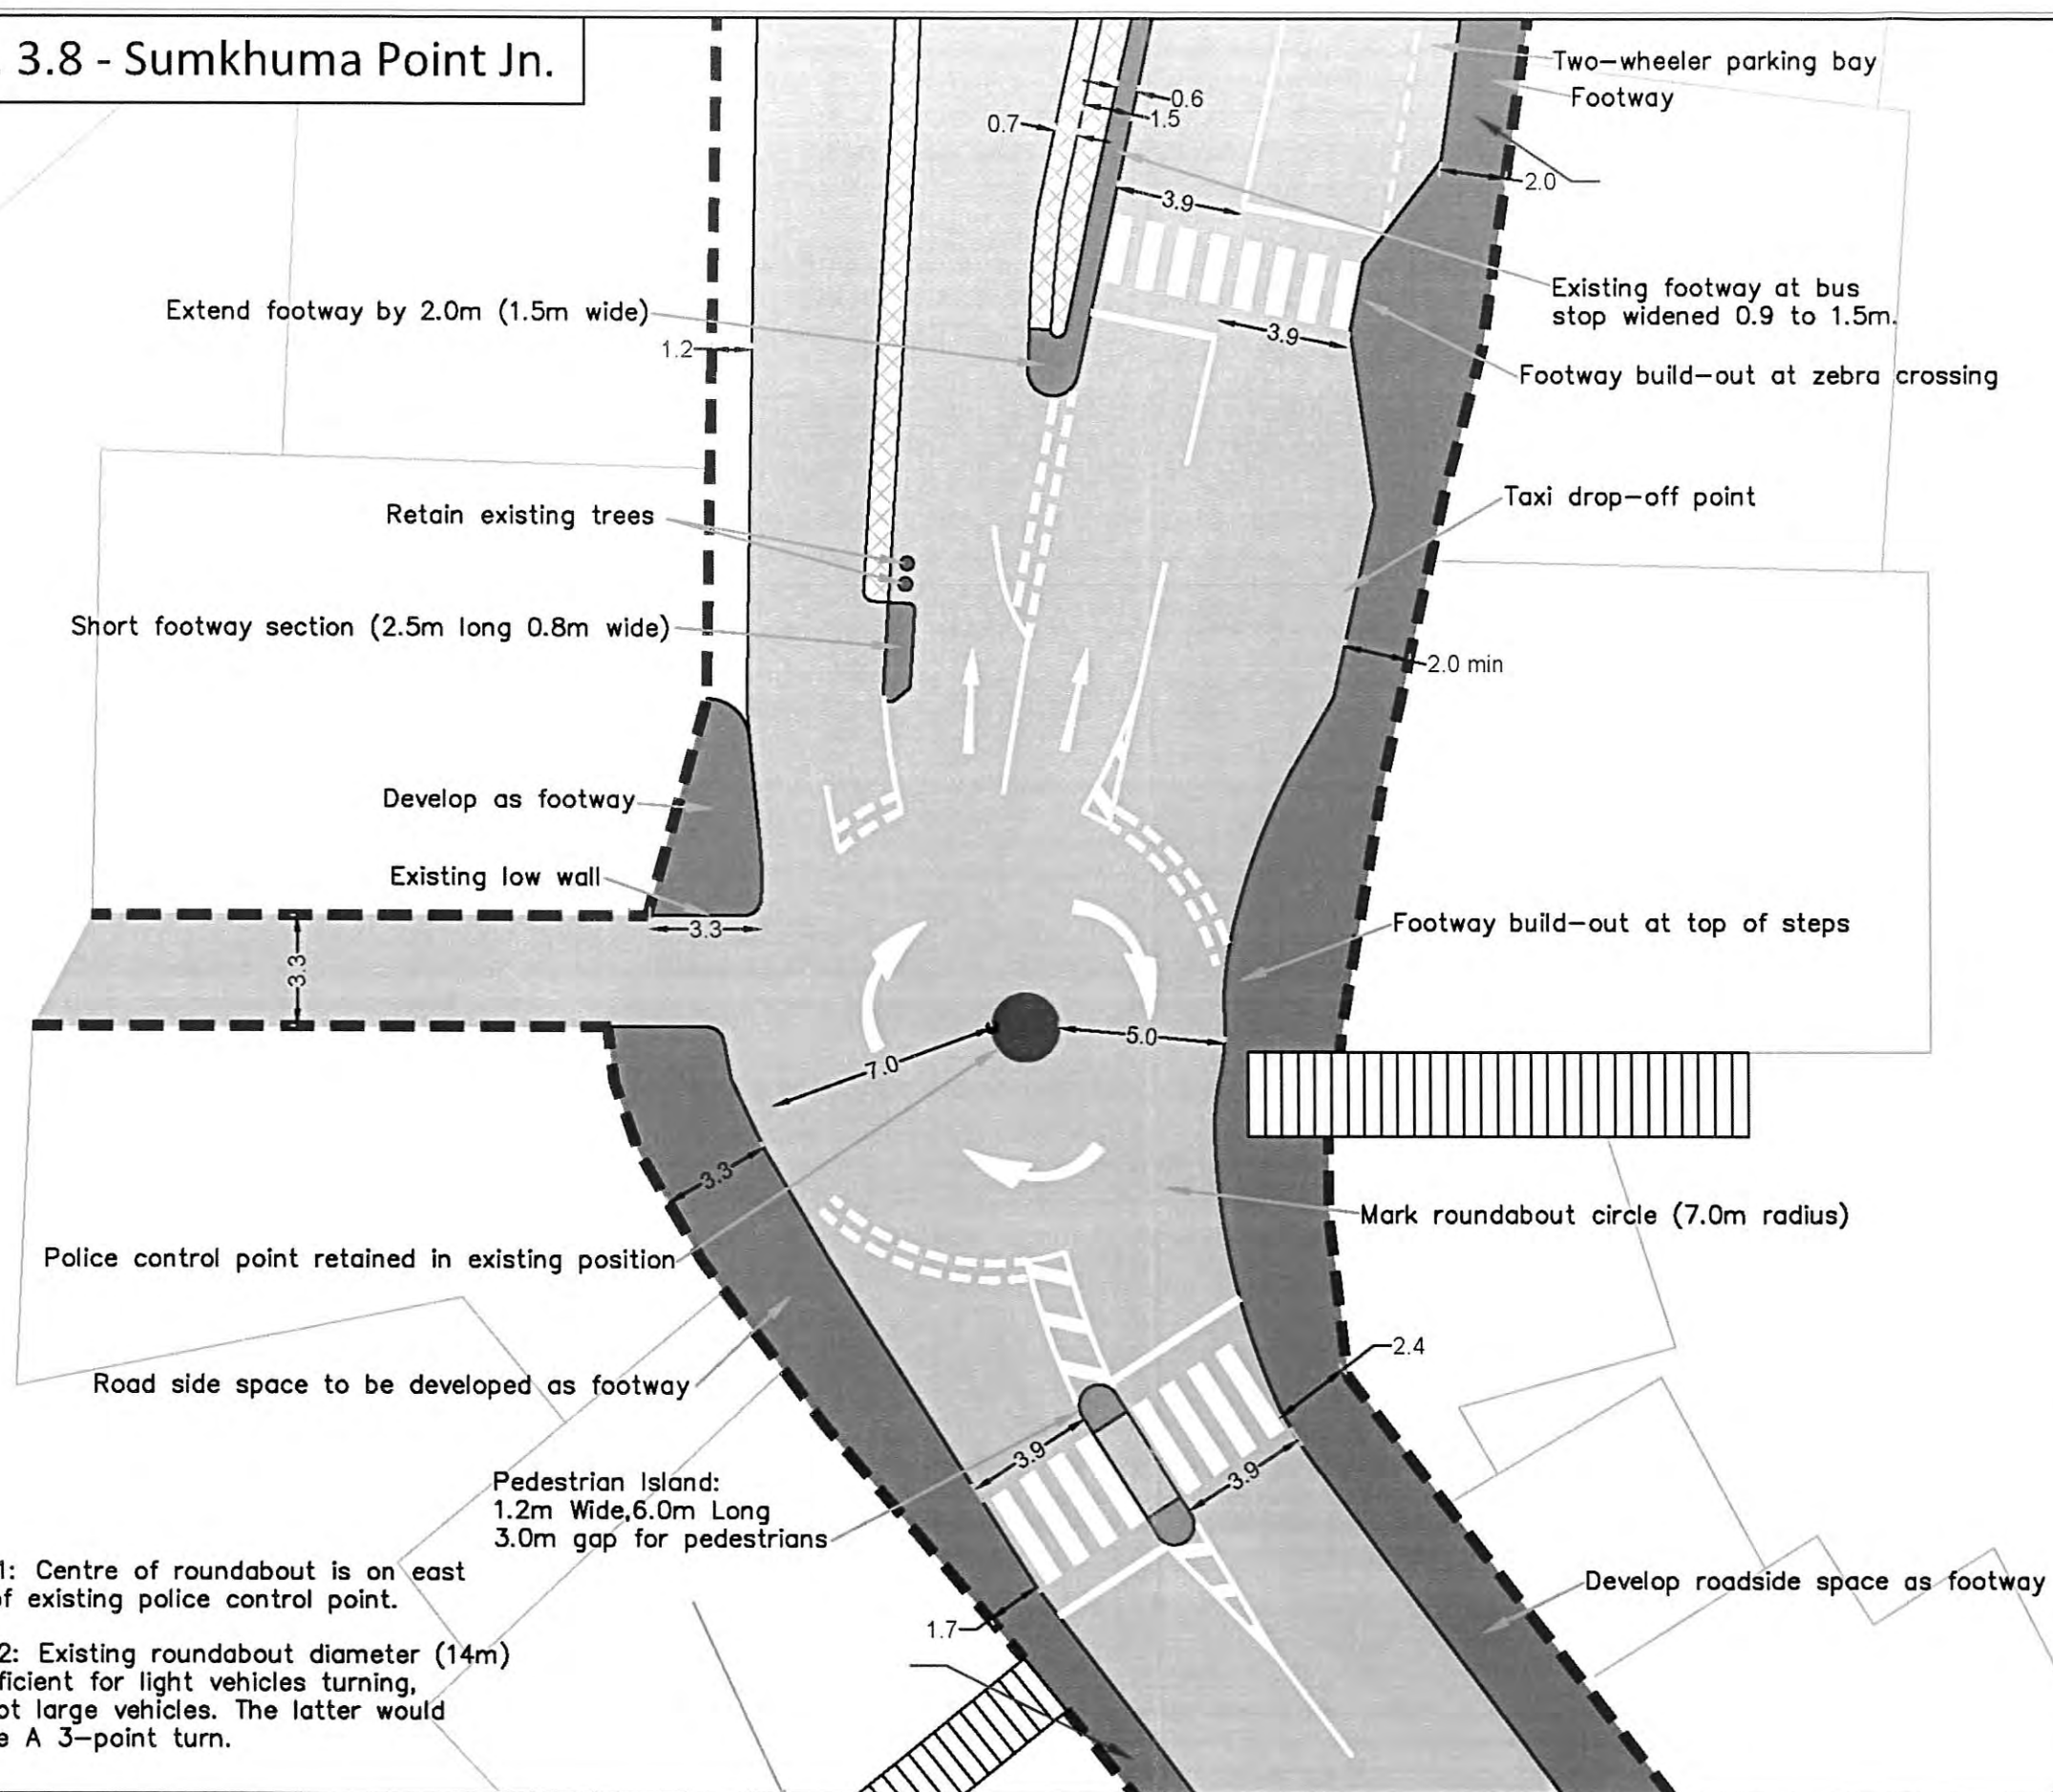 3.8 - Sumkhuma Point Jn.
Two-wheeler parking bay
Footway
0.6
1.5
0.7
2.0
3.9
Existing footway at bus
stop widened 0.9 to 1.5m.
Extend footway by 2.0m (1.5m wide)
1.2
3.9
Footway build-out at zebra crossing
Retain existing trees
Taxi drop-off point
Short footway section (2.5m long 0.8m wide)
2.0 min
Develop as footway
Existing low wall
3.3
3.3
Footway build-out at top of steps
5.0
7.0
3.3
Mark roundabout circle (7.0m radius)
Police control point retained in existing position
2.4
Road side space to be developed as footway
3.9
3.9
Pedestrian Island:
1.2m Wide,6.0m Long
3.0m gap for pedestrians
1: Centre of roundabout is on east
of existing police control point.
Develop roadside space as footway
1.7
2: Existing roundabout diameter (14m)
ficient for light vehicles turning,
ot large vehicles. The latter would
e A 3-point turn.